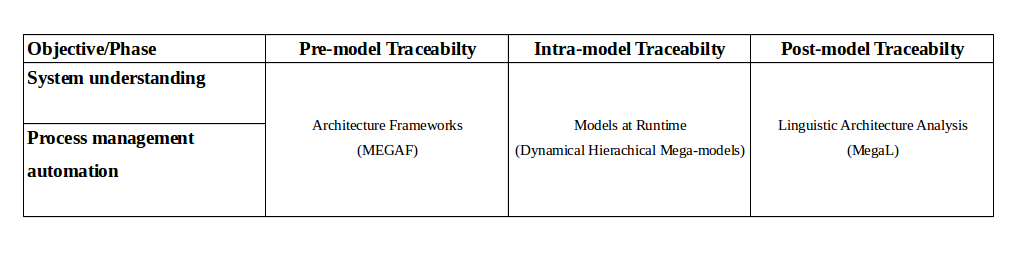 Objective/Phase Pre-model Traceabilty Intra-model Traceabilty Post-model Traceabilty
System understanding
Architecture Frameworks Models at Runtime Linguistic Architecture Analysis
Process management
(MEGAF) (Dynamical Hierachical Mega-models) (MegaL)
automation